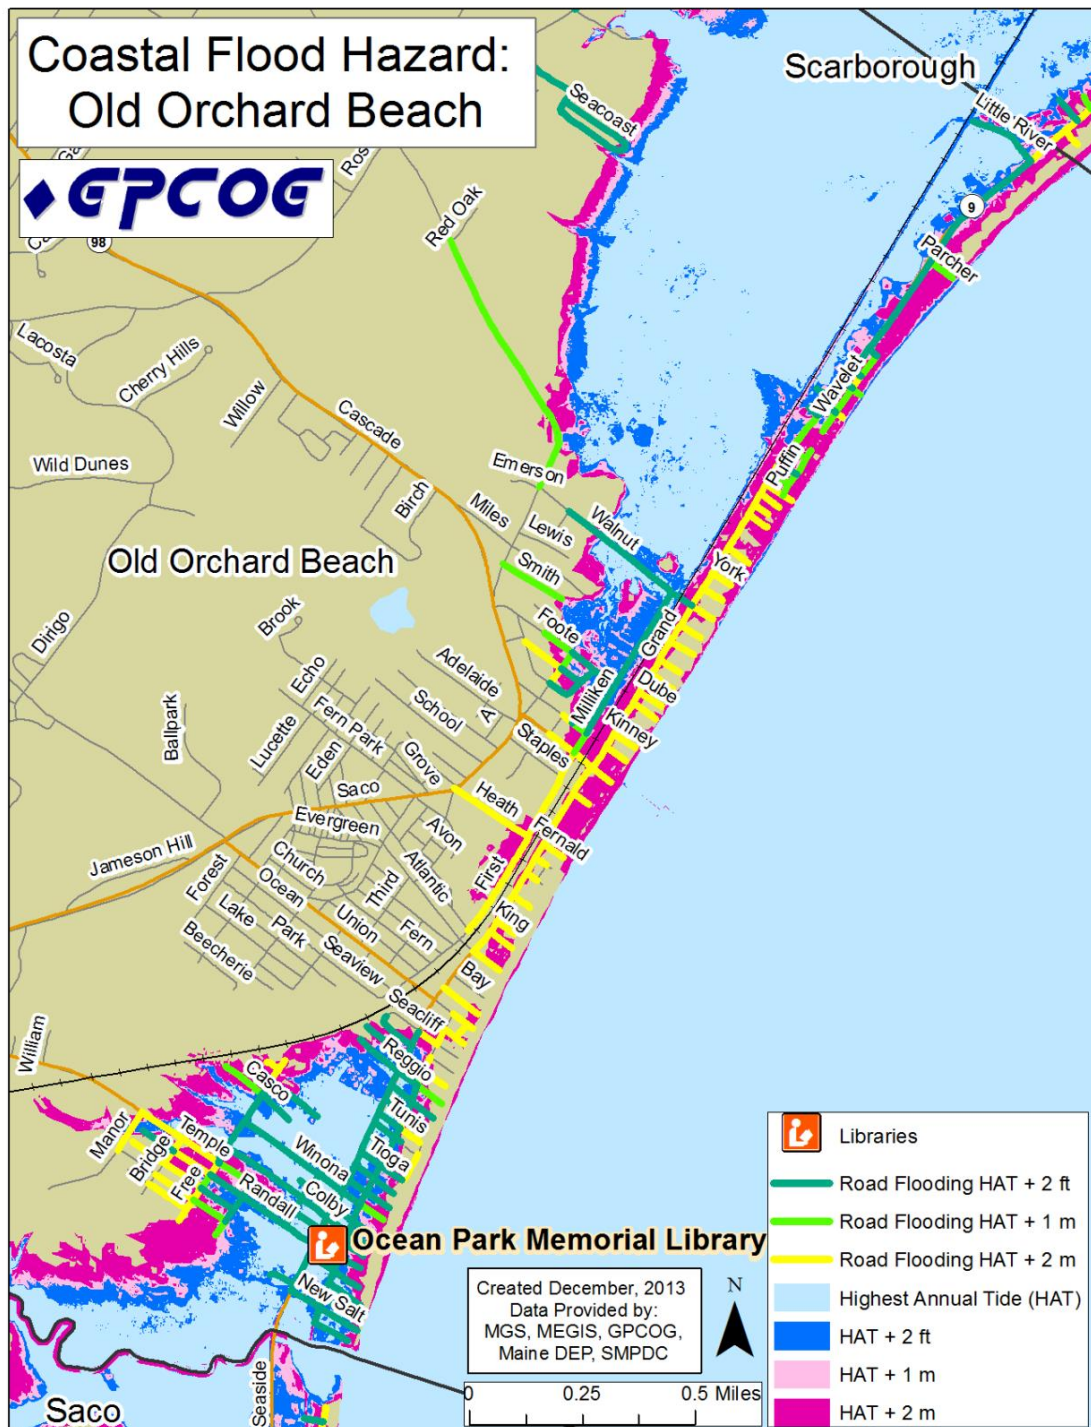 Coastal Flood Hazard:
Old Orchard Beach
GPCOG
Scarborough
Seacoast
Little River
Ros
Red Oak
9
98
Parcher
Lacosta
Cherry Hills
Willow
Wavelet
Cascade
Wild Dunes
Emerson
Puffin
Birch
Miles
Lewis
Walnut
Old Orchard Beach
Smith
York
Brook
Foote
Grand
Dirigo
Echo
Adelaide
Milliken
Dube
Ballpark
Lucette
Fern Park
School
A
Kinney
Eden
Grove
Staples
Saco
Heath
Evergreen
Avon
Fernald
Jameson Hill
Church
Atlantic
First
Forest
Ocean
Third
Lake
Park
Union
Fern
King
Beecherie
Seaview
Bay
Seacliff
William
Reggio
Casco
Tunis
Manor
Temple
Bridge
Winona
Tioga
Free
Randall
Colby
Ocean Park Memorial Library
New Salt
Seaside
Saco
Created December, 2013
Data Provided by:
MGS, MEGIS, GPCOG,
Maine DEP, SMPDC
N
0 0.25 0.5 Miles
Libraries
Road Flooding HAT + 2 ft
Road Flooding HAT + 1 m
Road Flooding HAT + 2 m
Highest Annual Tide (HAT)
HAT + 2 ft
HAT + 1 m
HAT + 2 m